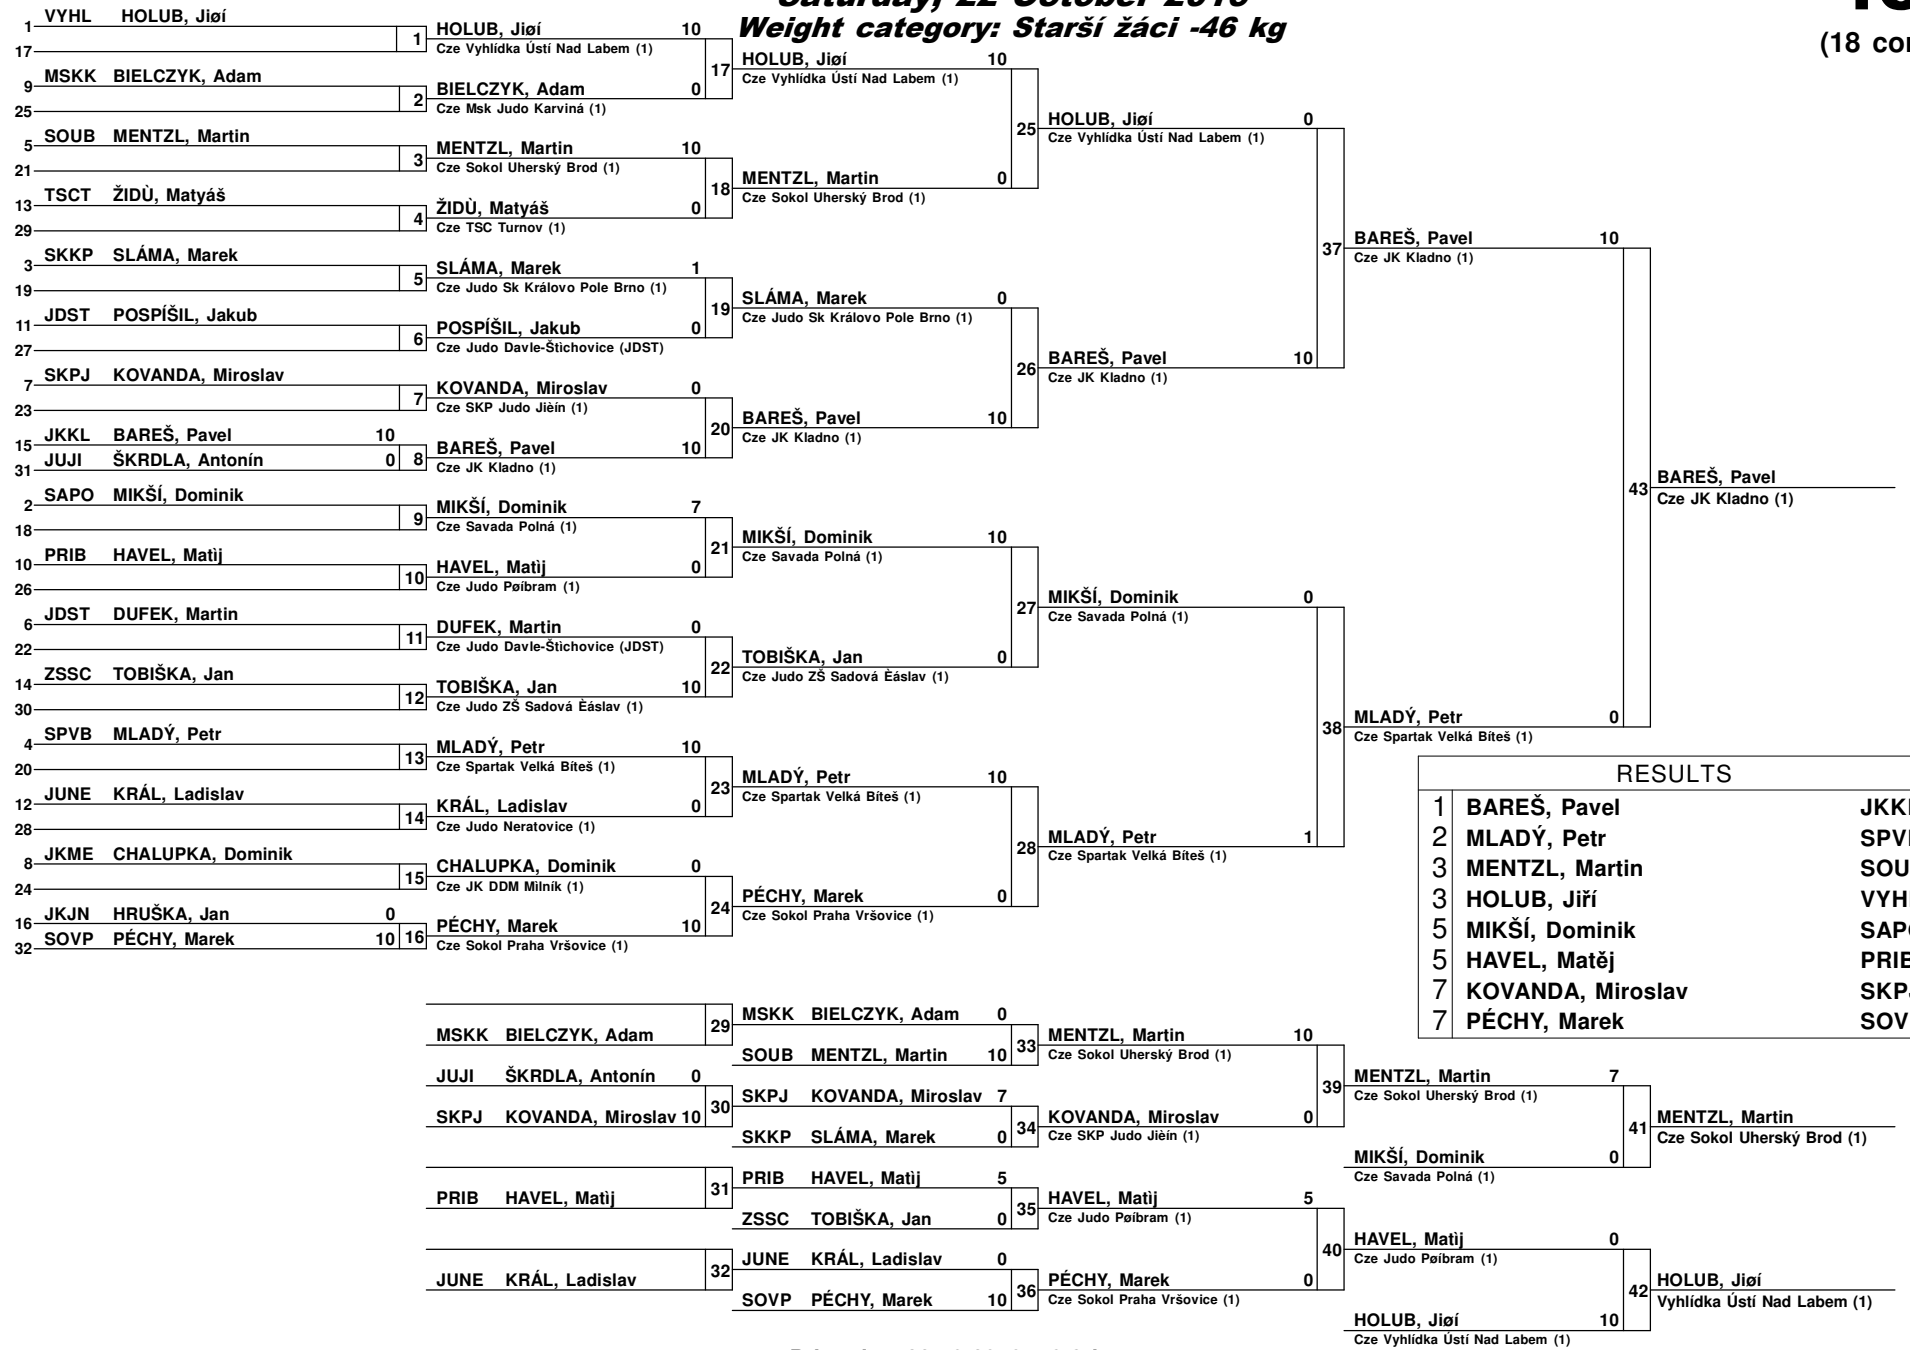 Weight category: Starší žáci -46 kg
(18
1 VYHL HOLUB, Jiøí
17
1
9 MSKK BIELCZYK, Adam
25
2
5 SOUB MENTZL, Martin
21
3
13 TSCT ŽIDÙ, Matyáš
29
4
3 SKKP SLÁMA, Marek
19
5
11 JDST POSPÍŠIL, Jakub
27
6
7 SKPJ KOVANDA, Miroslav
23
7
15 JKKL BAREŠ, Pavel 10
31 JUJI ŠKRDLA, Antonín 0
8
2 SAPO MIKŠÍ, Dominik
18
9
10 PRIB HAVEL, Matìj
26
10
6 JDST DUFEK, Martin
22
11
14 ZSSC TOBIŠKA, Jan
30
12
4 SPVB MLADÝ, Petr
20
13
12 JUNE KRÁL, Ladislav
28
14
8 JKME CHALUPKA, Dominik
24
15
16 JKJN HRUŠKA, Jan 0
32 SOVP PÉCHY, Marek 10
16
HOLUB, Jiøí 10
Cze Vyhlídka Ústí Nad Labem (1)
17
BIELCZYK, Adam 0
Cze Msk Judo Karviná (1)
MENTZL, Martin 10
Cze Sokol Uherský Brod (1)
18
ŽIDÙ, Matyáš 0
Cze TSC Turnov (1)
SLÁMA, Marek 1
Cze Judo Sk Královo Pole Brno (1)
19
POSPÍŠIL, Jakub 0
Cze Judo Davle-Štìchovice (JDST)
KOVANDA, Miroslav 0
Cze SKP Judo Jièín (1)
20
BAREŠ, Pavel 10
Cze JK Kladno (1)
MIKŠÍ, Dominik 7
Cze Savada Polná (1)
21
HAVEL, Matìj 0
Cze Judo Pøíbram (1)
DUFEK, Martin 0
Cze Judo Davle-Štìchovice (JDST)
22
TOBIŠKA, Jan 10
Cze Judo ZŠ Sadová Èáslav (1)
MLADÝ, Petr 10
Cze Spartak Velká Bíteš (1)
23
KRÁL, Ladislav 0
Cze Judo Neratovice (1)
CHALUPKA, Dominik 0
Cze JK DDM Mìlník (1)
24
PÉCHY, Marek 10
Cze Sokol Praha Vršovice (1)
HOLUB, Jiøí 10
Cze Vyhlídka Ústí Nad Labem (1)
25
MENTZL, Martin 0
Cze Sokol Uherský Brod (1)
SLÁMA, Marek 0
Cze Judo Sk Královo Pole Brno (1)
26
BAREŠ, Pavel 10
Cze JK Kladno (1)
MIKŠÍ, Dominik 10
Cze Savada Polná (1)
27
TOBIŠKA, Jan 0
Cze Judo ZŠ Sadová Èáslav (1)
MLADÝ, Petr 10
Cze Spartak Velká Bíteš (1)
28
PÉCHY, Marek 0
Cze Sokol Praha Vršovice (1)
HOLUB, Jiøí 0
Cze Vyhlídka Ústí Nad Labem (1)
37
BAREŠ, Pavel 10
Cze JK Kladno (1)
MIKŠÍ, Dominik 0
Cze Savada Polná (1)
38
MLADÝ, Petr 1
Cze Spartak Velká Bíteš (1)
BAREŠ, Pavel 10
Cze JK Kladno (1)
43
MLADÝ, Petr 0
Cze Spartak Velká Bíteš (1)
BAREŠ, Pavel
Cze JK Kladno (1)
RESULTS
1 BAREŠ, Pavel
2 MLADÝ, Petr
3 MENTZL, Martin
3 HOLUB, Jiří
5 MIKŠÍ, Dominik
5 HAVEL, Matěj
7 KOVANDA, Miroslav
7 PÉCHY, Marek
MSKK BIELCZYK, Adam
29
JUJI ŠKRDLA, Antonín 0
SKPJ KOVANDA, Miroslav 10
30
PRIB HAVEL, Matìj
31
JUNE KRÁL, Ladislav
32
MSKK BIELCZYK, Adam 0
SOUB MENTZL, Martin 10
33
SKPJ KOVANDA, Miroslav 7
SKKP SLÁMA, Marek 0
34
PRIB HAVEL, Matìj 5
ZSSC TOBIŠKA, Jan 0
35
JUNE KRÁL, Ladislav 0
SOVP PÉCHY, Marek 10
36
MENTZL, Martin 10
Cze Sokol Uherský Brod (1)
39
KOVANDA, Miroslav 0
Cze SKP Judo Jièín (1)
HAVEL, Matìj 5
Cze Judo Pøíbram (1)
40
PÉCHY, Marek 0
Cze Sokol Praha Vršovice (1)
MENTZL, Martin 7
Cze Sokol Uherský Brod (1)
41
MIKŠÍ, Dominik 0
Cze Savada Polná (1)
HAVEL, Matìj 0
Cze Judo Pøíbram (1)
42
HOLUB, Jiøí 10
Cze Vyhlídka Ústí Nad Labem (1)
MENTZL, Martin
Cze Sokol Uherský Brod (1)
HOLUB, Jiøí
Vyhlídka Ústí Nad Labem (1)